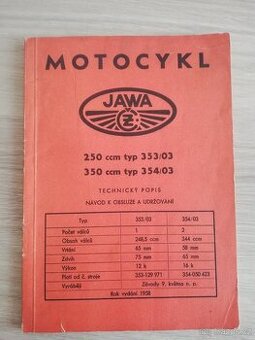 MOTOCYKL
JAWA
ČZ
250 ccm typ 353/03
350 ccm typ 354/03
TECHNICKÝ POPIS
NÁVOD K OBSLUZE A UDRŽOVÁNÍ
Typ 353/03 354/03
Počet válců 1 2
Obsah válců 248,5 ccm 344 ccm
Vrtání 65 mm 58 mm
Zdvih 75 mm 65 mm
Výkon 12 k 16 k
Platí od č. stroje 353-129 971 354-050 423
Vyrábějí Závody 9. května n. p.
Rok vydání 1958